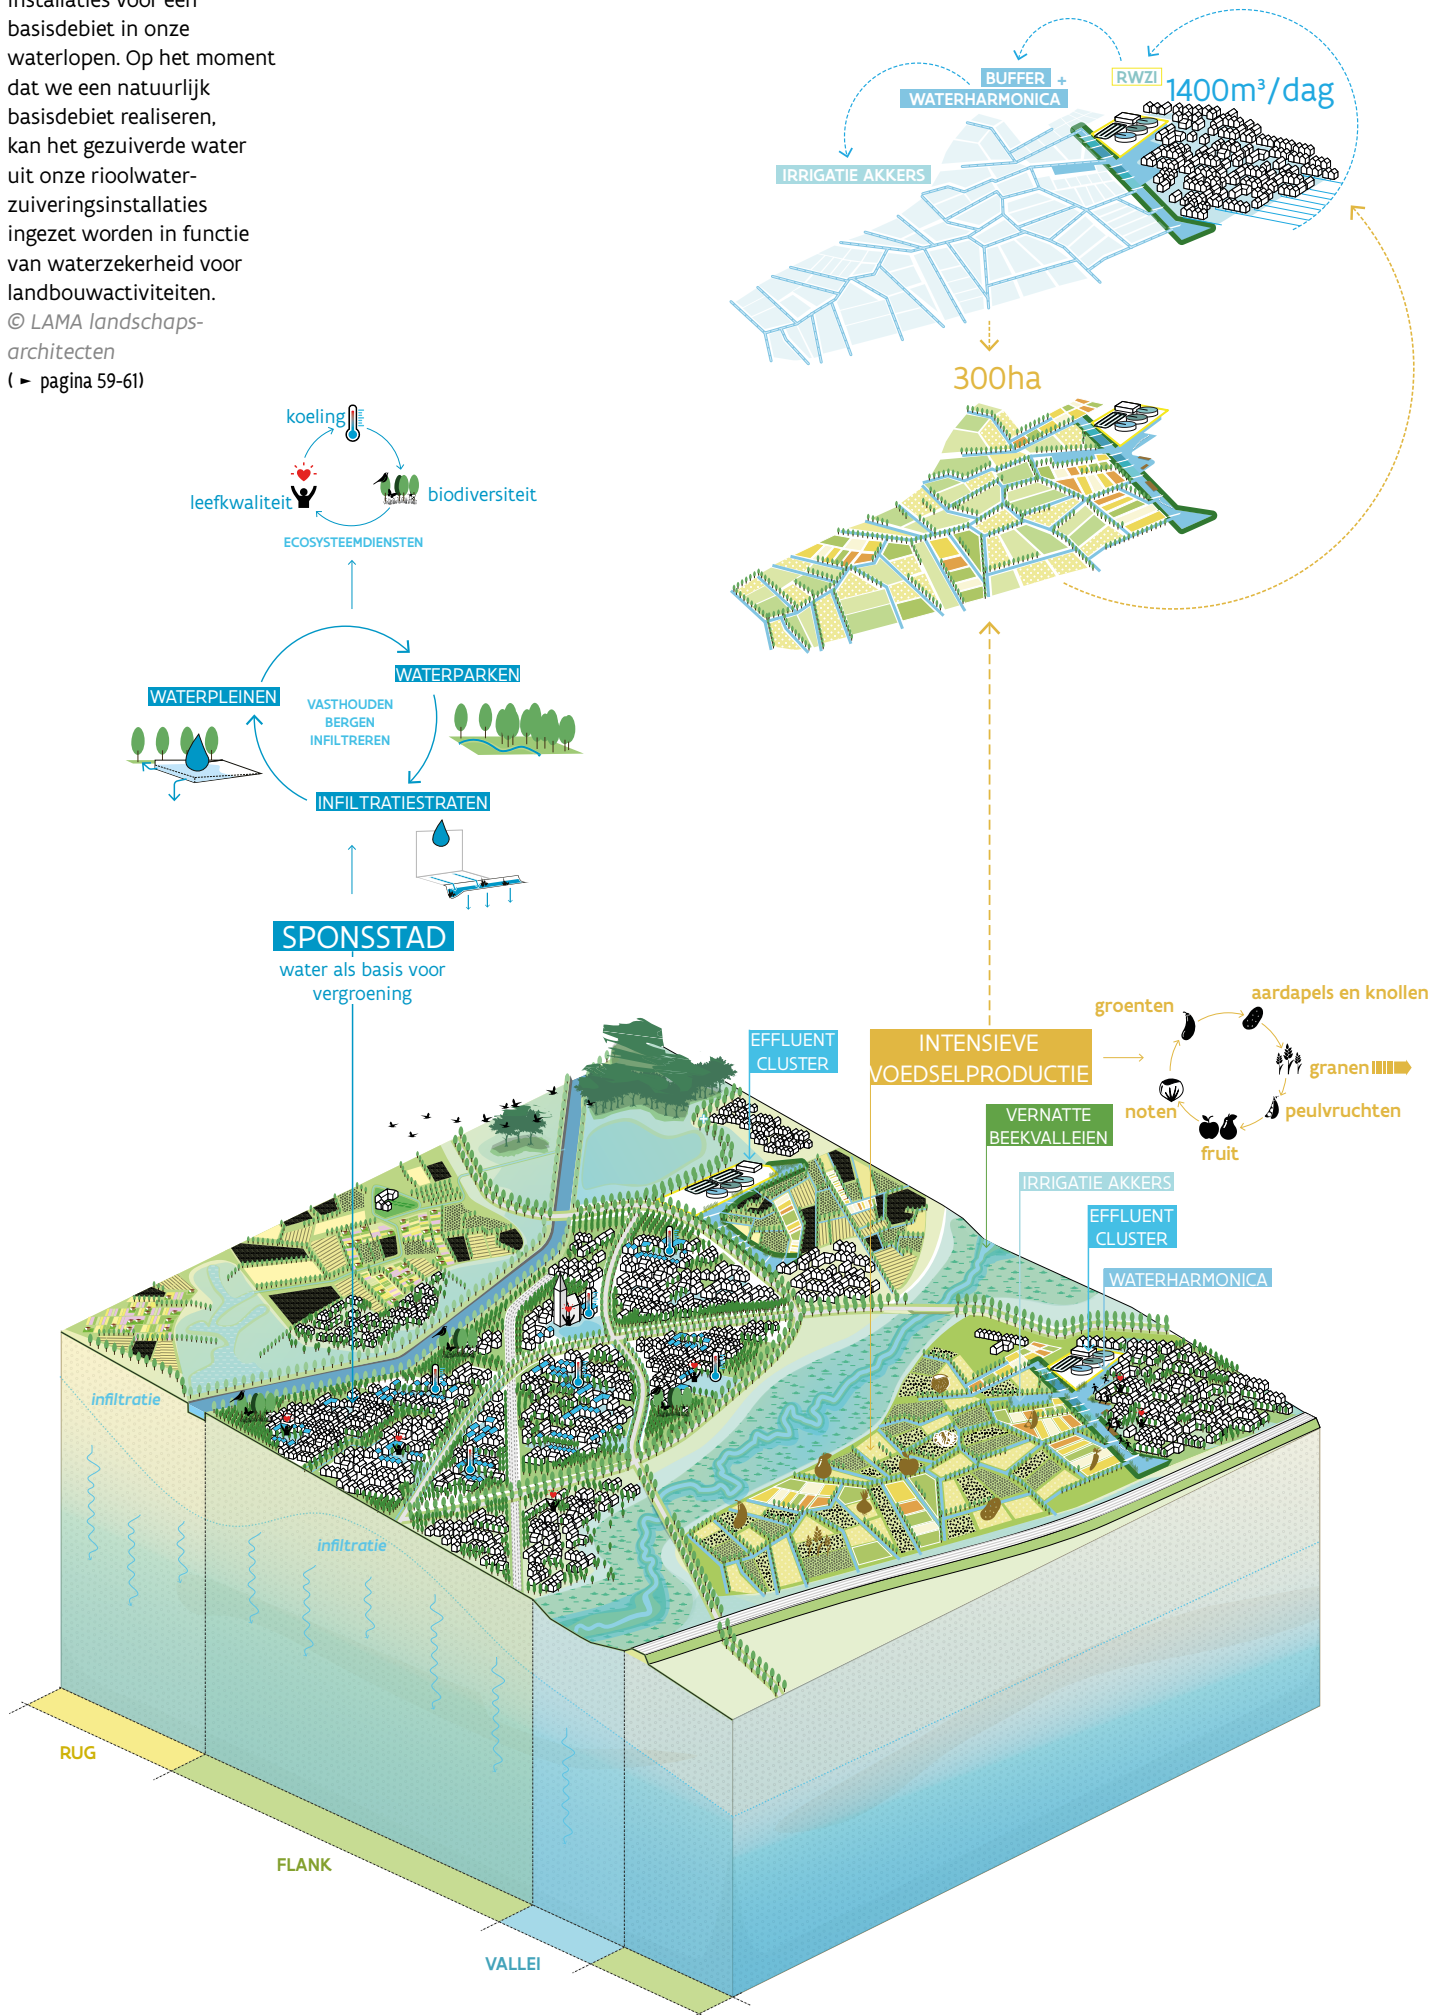 installaties voor een
basisdebiet in onze
waterlopen. Op het moment
dat we een natuurlijk
basisdebiet realiseren,
kan het gezuiverde water
uit onze rioolwater-
zuiveringsinstallaties
ingezet worden in functie
van waterzekerheid voor
landbouwactiviteiten.
© LAMA landschaps-
architecten
( ► pagina 59-61)
BUFFER +
WATERHARMONICA
RWZI
1400m³/dag
IRRIGATIE AKKERS
300ha
koeling
leefkwaliteit
biodiversiteit
ECOSYSTEEMDIENSTEN
WATERPARKEN
WATERPLEINEN
VASTHOUDEN
BERGEN
INFILTREREN
INFILTRATIESTRATEN
SPONSSTAD
water als basis voor
vergroening
groenten
aardapels en knollen
granen
peulvruchten
fruit
noten
EFFLUENT
CLUSTER
INTENSIEVE
VOEDSELPRODUCTIE
VERNATTE
BEEKVALLEIEN
IRRIGATIE AKKERS
EFFLUENT
CLUSTER
WATERHARMONICA
infiltratie
infiltratie
RUG
FLANK
VALLEI